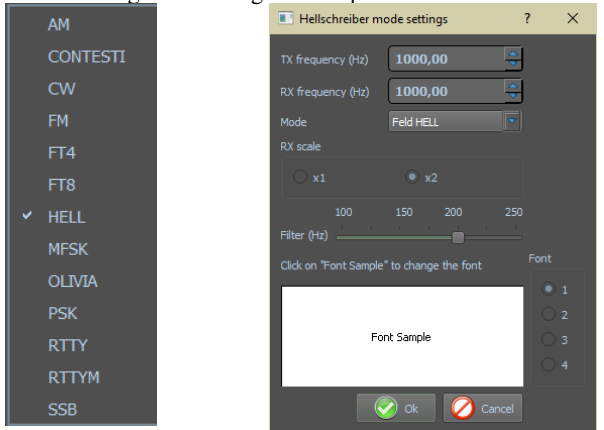 AM
CONTESTI
CW
FM
FT4
FT8
HELL
MFSK
OLIVIA
PSK
RTTY
RTTYM
SSB
Hellschreiber mode settings ? ×
TX frequency (Hz) 1000,00
RX frequency (Hz) 1000,00
Mode Feld HELL
RX scale
x1 x2
100 150 200 250
Filter (Hz)
Click on "Font Sample" to change the font
Font
1
2
3
4
Font Sample
Ok Cancel